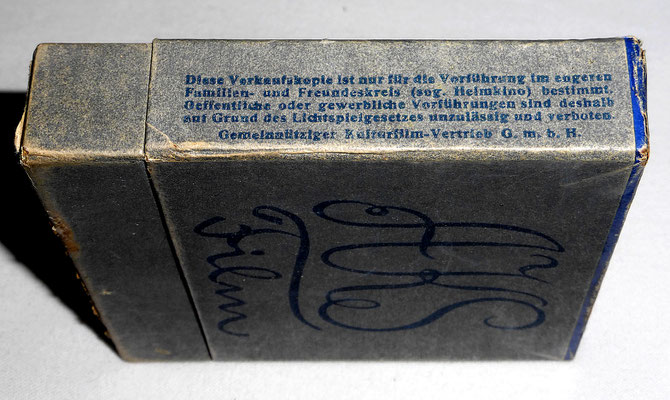 Diese Verkaufskopie ist nur für die Vorführung im engeren
Familien- und Freundeskreis (sog. Heimkino) bestimmt.
Oeffentliche oder gewerbliche Vorführungen sind deshalb
auf Grund des Lichtspielgesetzes unzulässig und verboten.
Gemeinnütziger Kulturfilm-Vertrieb G. m. b. H.
Film